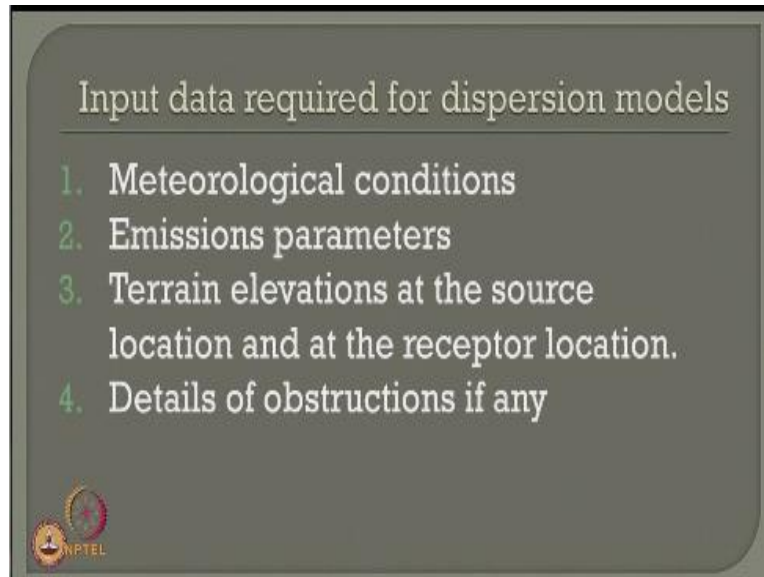 Input data required for dispersion models
1. Meteorological conditions
2. Emissions parameters
3. Terrain elevations at the source
location and at the receptor location.
4. Details of obstructions if any
NPTEL